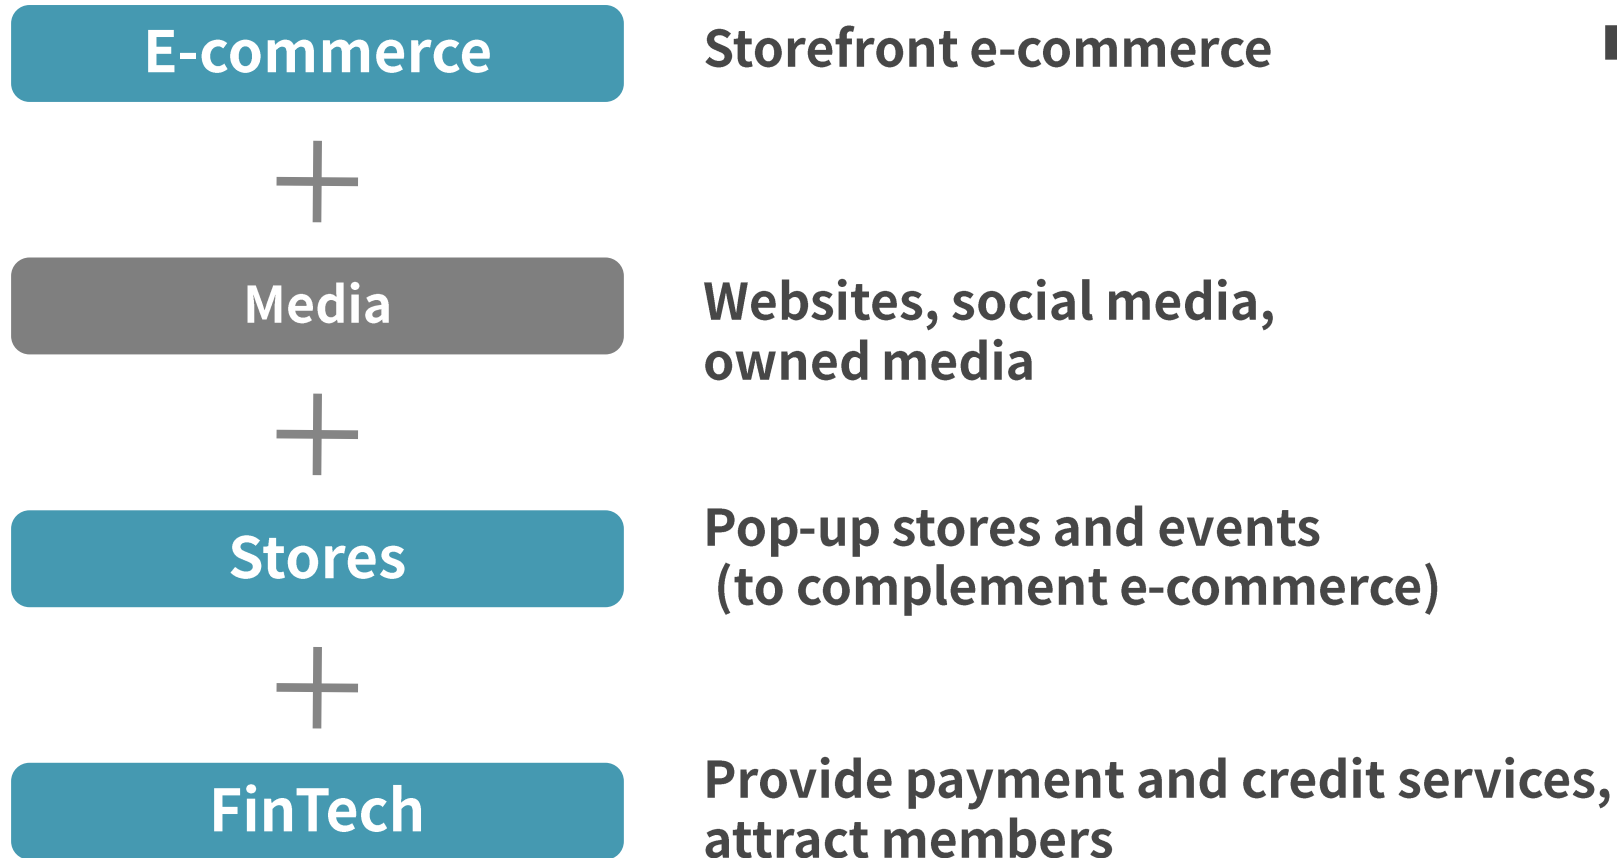 E-commerce
Storefront e-commerce
Media
Websites, social media,
owned media
Stores
Pop-up stores and events
(to complement e-commerce)
FinTech
Provide payment and credit services,
attract members